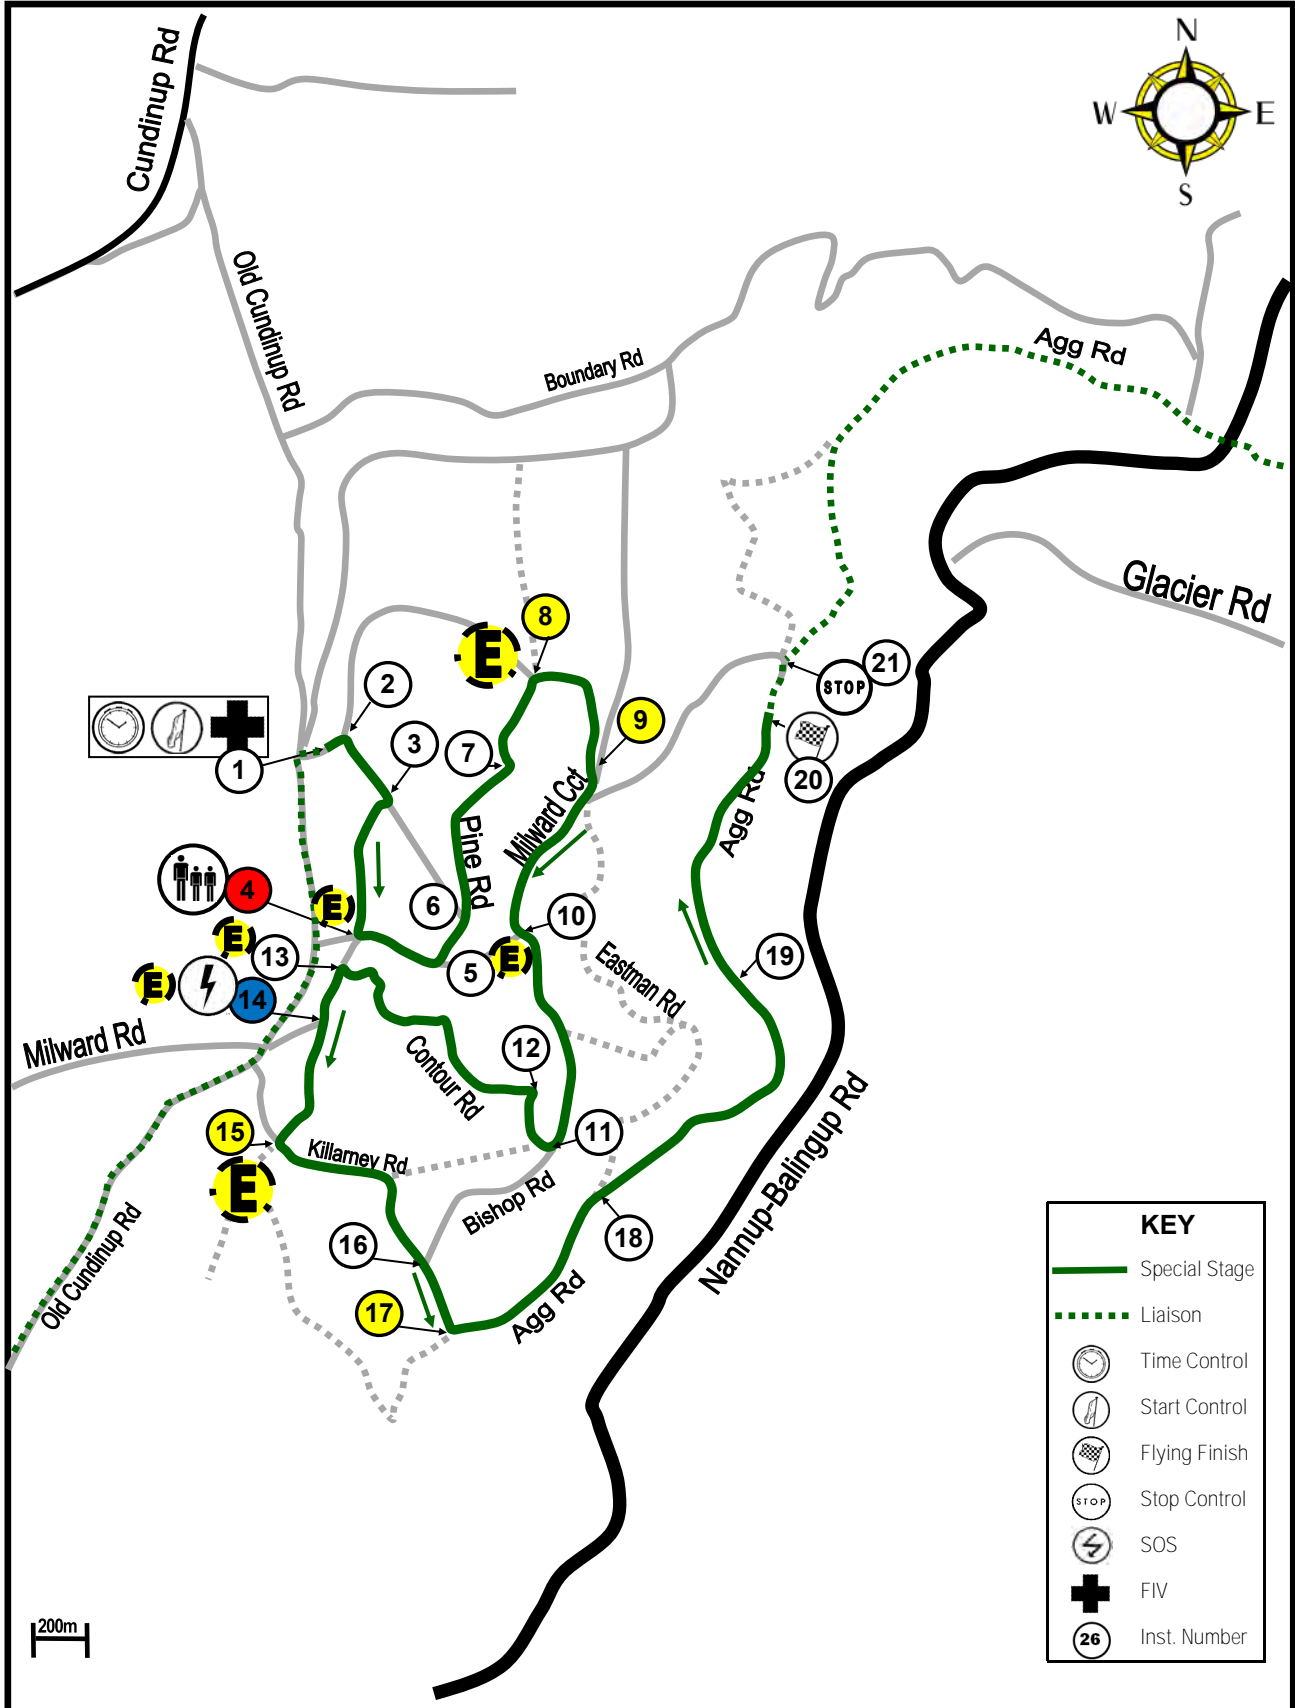 N
W E
S
Cundinup Rd
Old Cundinup Rd
Boundary Rd
Agg Rd
Glacier Rd
8
E
2
21
STOP
9
3
7
1
20
Milward Cct
Agg Rd
Pine Rd
4
E
6
10
E
13
5
E
19
Eastman Rd
E
14
Milward Rd
12
Contour Rd
15
11
Killarney Rd
E
Bishop Rd
Nannup-Balingup Rd
Old Cundinup Rd
16
18
17
Agg Rd
KEY
Special Stage
Liaison
Time Control
Start Control
Flying Finish
STOP Stop Control
SOS
FIV
26 Inst. Number
200m